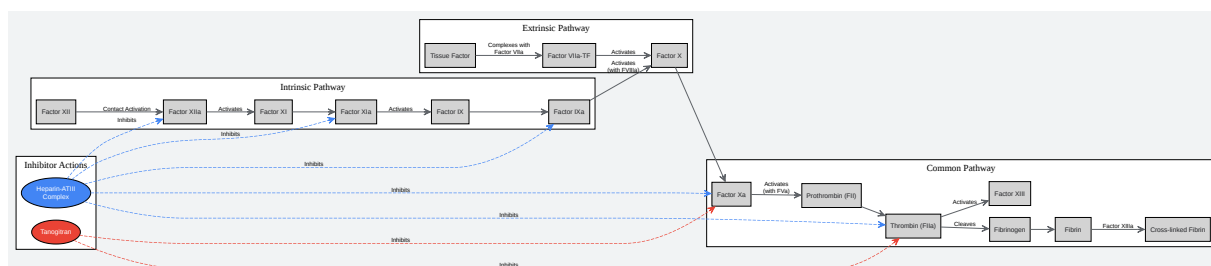 Extrinsic Pathway
Tissue Factor
Complexes with
Factor VIIa
Factor VIIa-TF
Activates
Factor X
Activates
(with FVIIIa)
Intrinsic Pathway
Factor XII
Contact Activation
Factor XIIa
Activates
Factor XI
Factor XIa
Activates
Factor IX
Factor IXa
Inhibits
Inhibits
Inhibits
Inhibitor Actions
Heparin-ATIII
Complex
Tanogitran
Inhibits
Inhibits
Inhibits
Inhibits
Common Pathway
Factor Xa
Activates
(with FVa)
Prothrombin (FII)
Thrombin (FIIa)
Activates
Factor XIII
Cleaves
Fibrinogen
Fibrin
Factor XIIIa
Cross-linked Fibrin